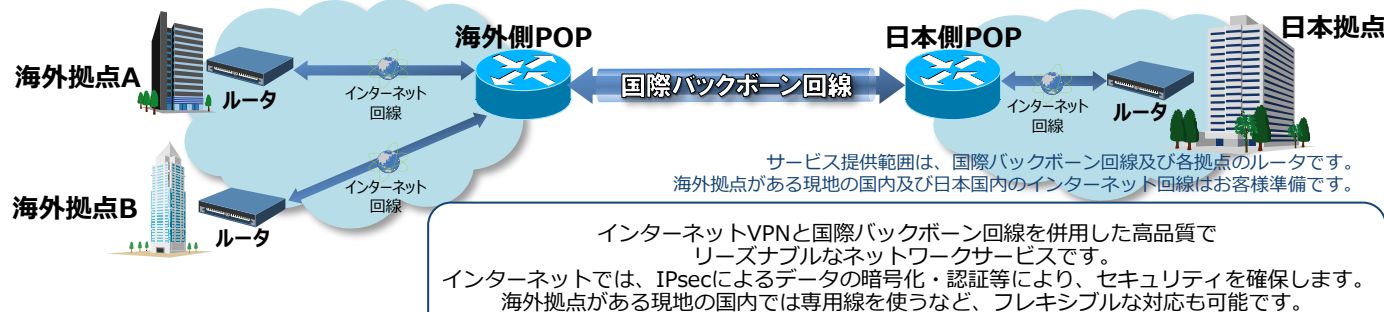 海外拠点A
ルータ
インターネット
回線
海外側POP
国際バックボーン回線
日本側POP
インターネット
回線
ルータ
日本拠点
海外拠点B
ルータ
インターネット
回線
サービス提供範囲は、国際バックボーン回線及び各拠点のルータです。
海外拠点がある現地の国内及び日本国内のインターネット回線はお客様準備です。
インターネットVPNと国際バックボーン回線を併用した高品質で
リーズナブルなネットワークサービスです。
インターネットでは、IPsecによるデータの暗号化・認証等により、セキュリティを確保します。
海外拠点がある現地の国内では専用線を使うなど、フレキシブルな対応も可能です。